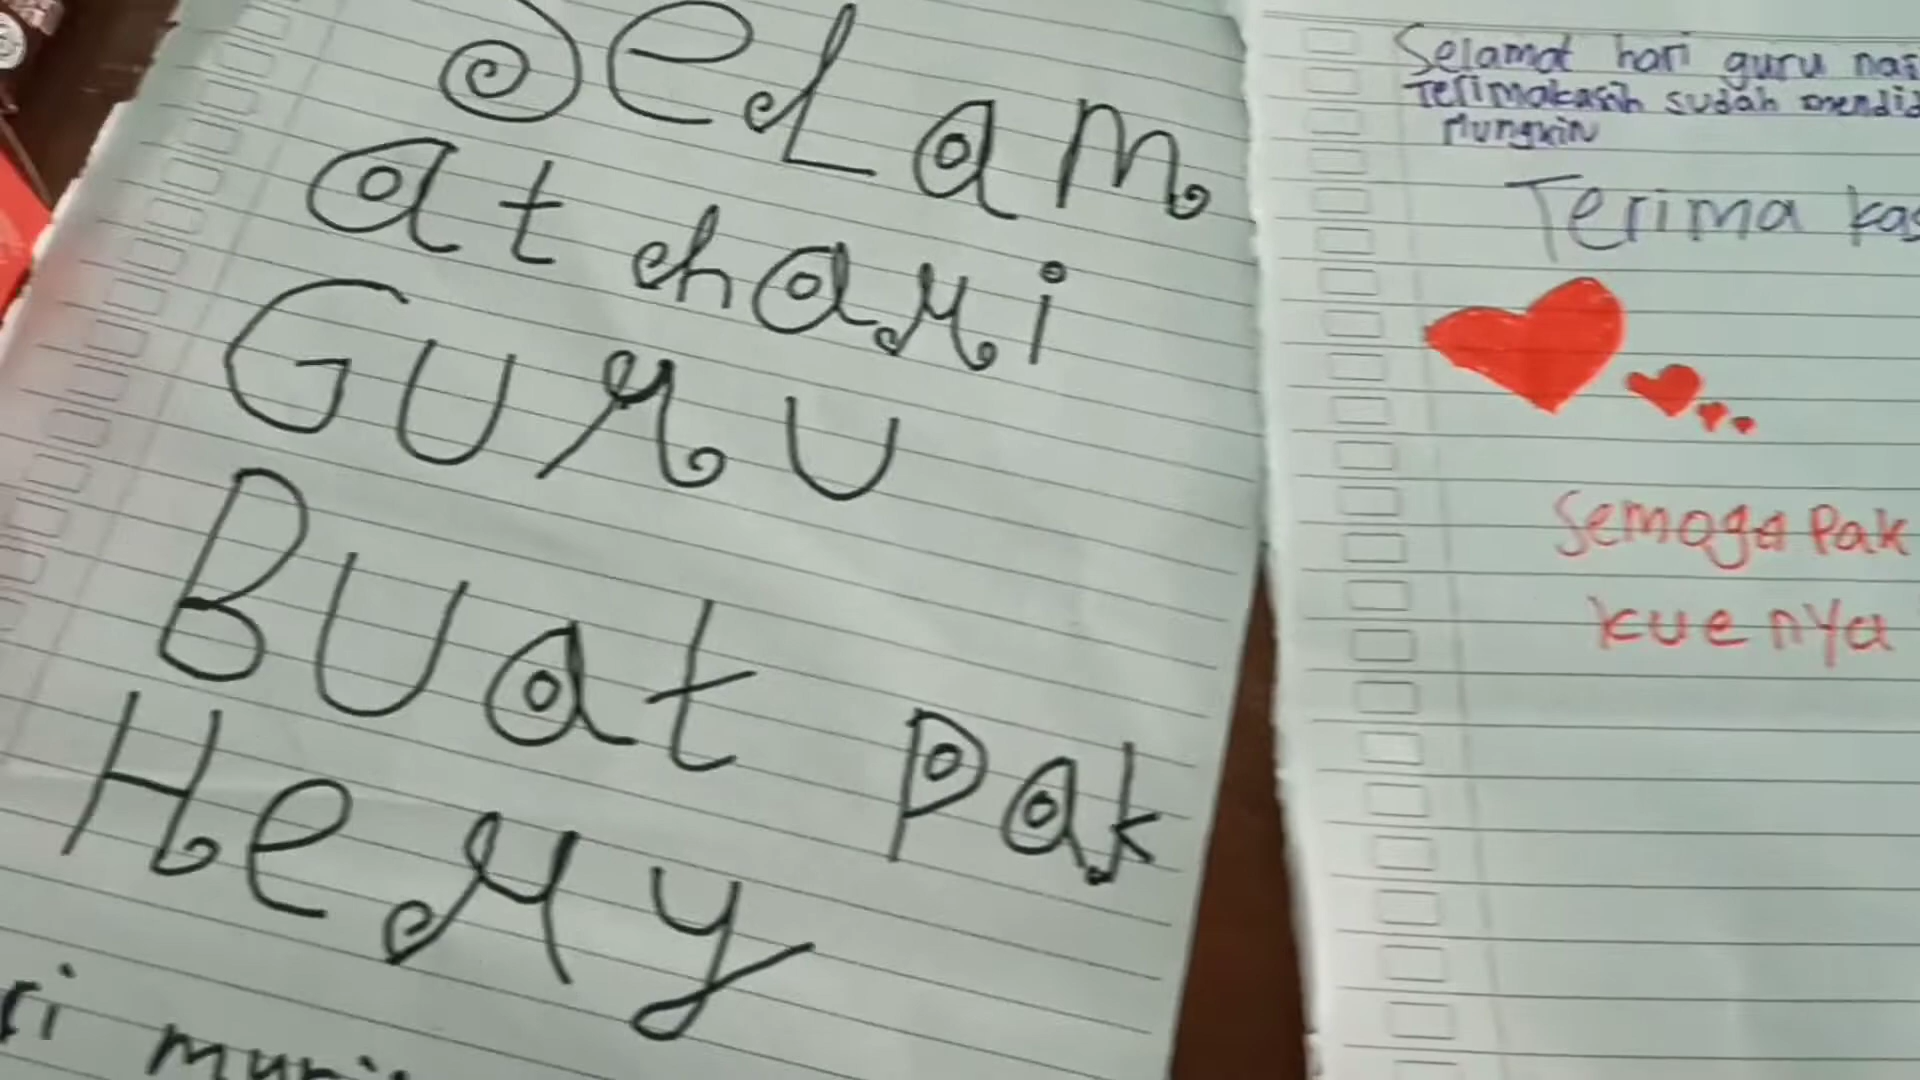 SeLam
at hari
Guru
Buat Pak
Hery
Selamat hari guru
Terimakasih sudah
Mungkin
Terima
Semoga Pak
kuenya